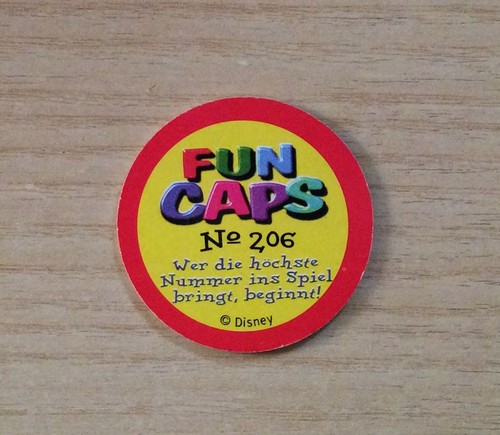 FUN
CAPS
Nº 206
Wer die höchste
Nummer ins Spiel
bringt, beginnt!
© Disney